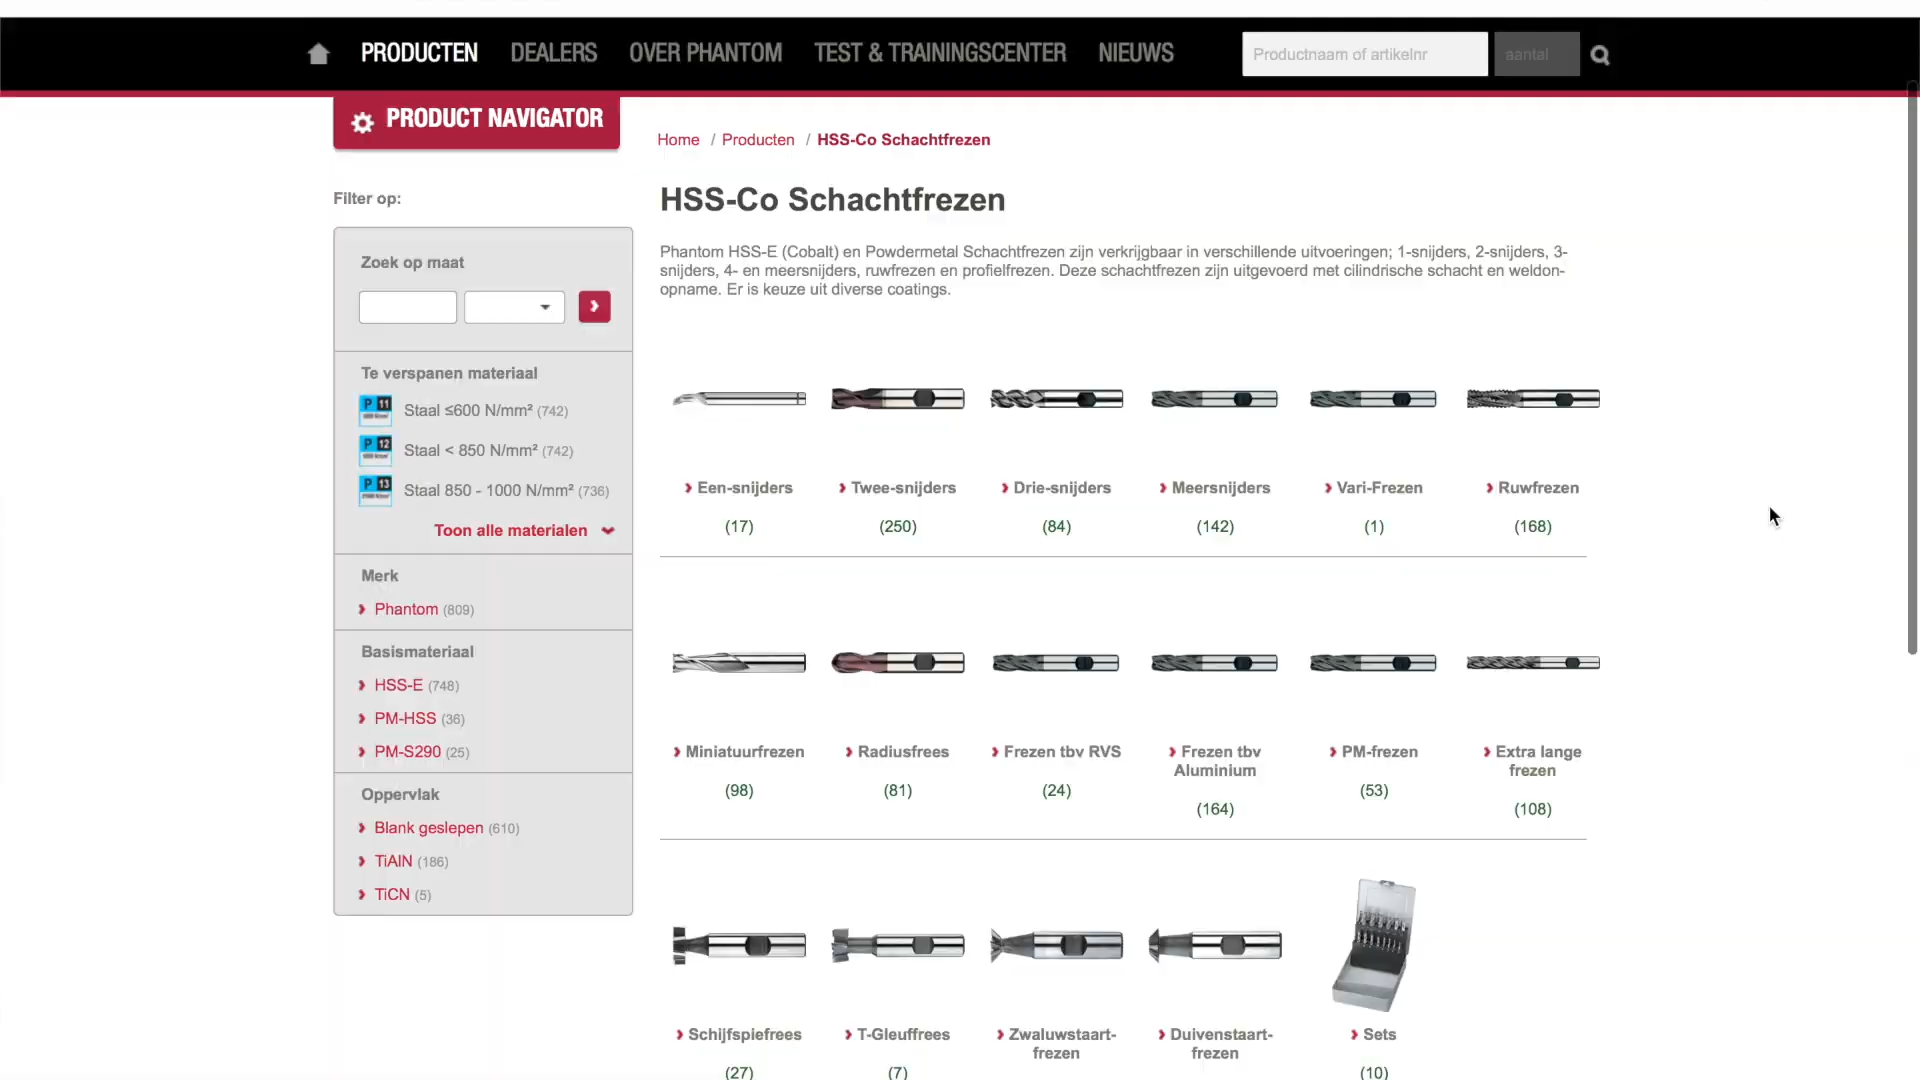 PRODUCTEN DEALERS OVER PHANTOM TEST & TRAININGSCENTER NIEUWS Productnaam of artikelnr aantal
PRODUCT NAVIGATOR
Home / Producten / HSS-Co Schachtfrezen
Filter op:
HSS-Co Schachtfrezen
Phantom HSS-E (Cobalt) en Powdermetal Schachtfrezen zijn verkrijgbaar in verschillende uitvoeringen; 1-snijders, 2-snijders, 3-
snijders, 4- en meersnijders, ruwfrezen en profielfrezen. Deze schachtfrezen zijn uitgevoerd met cilindrische schacht en weldon-
opname. Er is keuze uit diverse coatings.
Zoek op maat
Te verspanen materiaal
P 11 Staal ≤600 N/mm² (742)
P 12 Staal < 850 N/mm² (742)
P 13 Staal 850 - 1000 N/mm² (736)
Toon alle materialen
Merk
Phantom (809)
Basismateriaal
HSS-E (748)
PM-HSS (36)
PM-S290 (25)
Oppervlak
Blank geslepen (610)
TiAlN (186)
TiCN (5)
Een-snijders Twee-snijders Drie-snijders Meersnijders Vari-Frezen Ruwfrezen
(17) (250) (84) (142) (1) (168)
Miniatuurfrezen Radiusfrees Frezen tbv RVS Frezen tbv PM-frezen Extra lange
Aluminium frezen
(98) (81) (24) (164) (53) (108)
Schijfspiefrees T-Gleuffrees Zwaluwstaart- Duivenstaart- Sets
frezen frezen
(27) (7) (10)